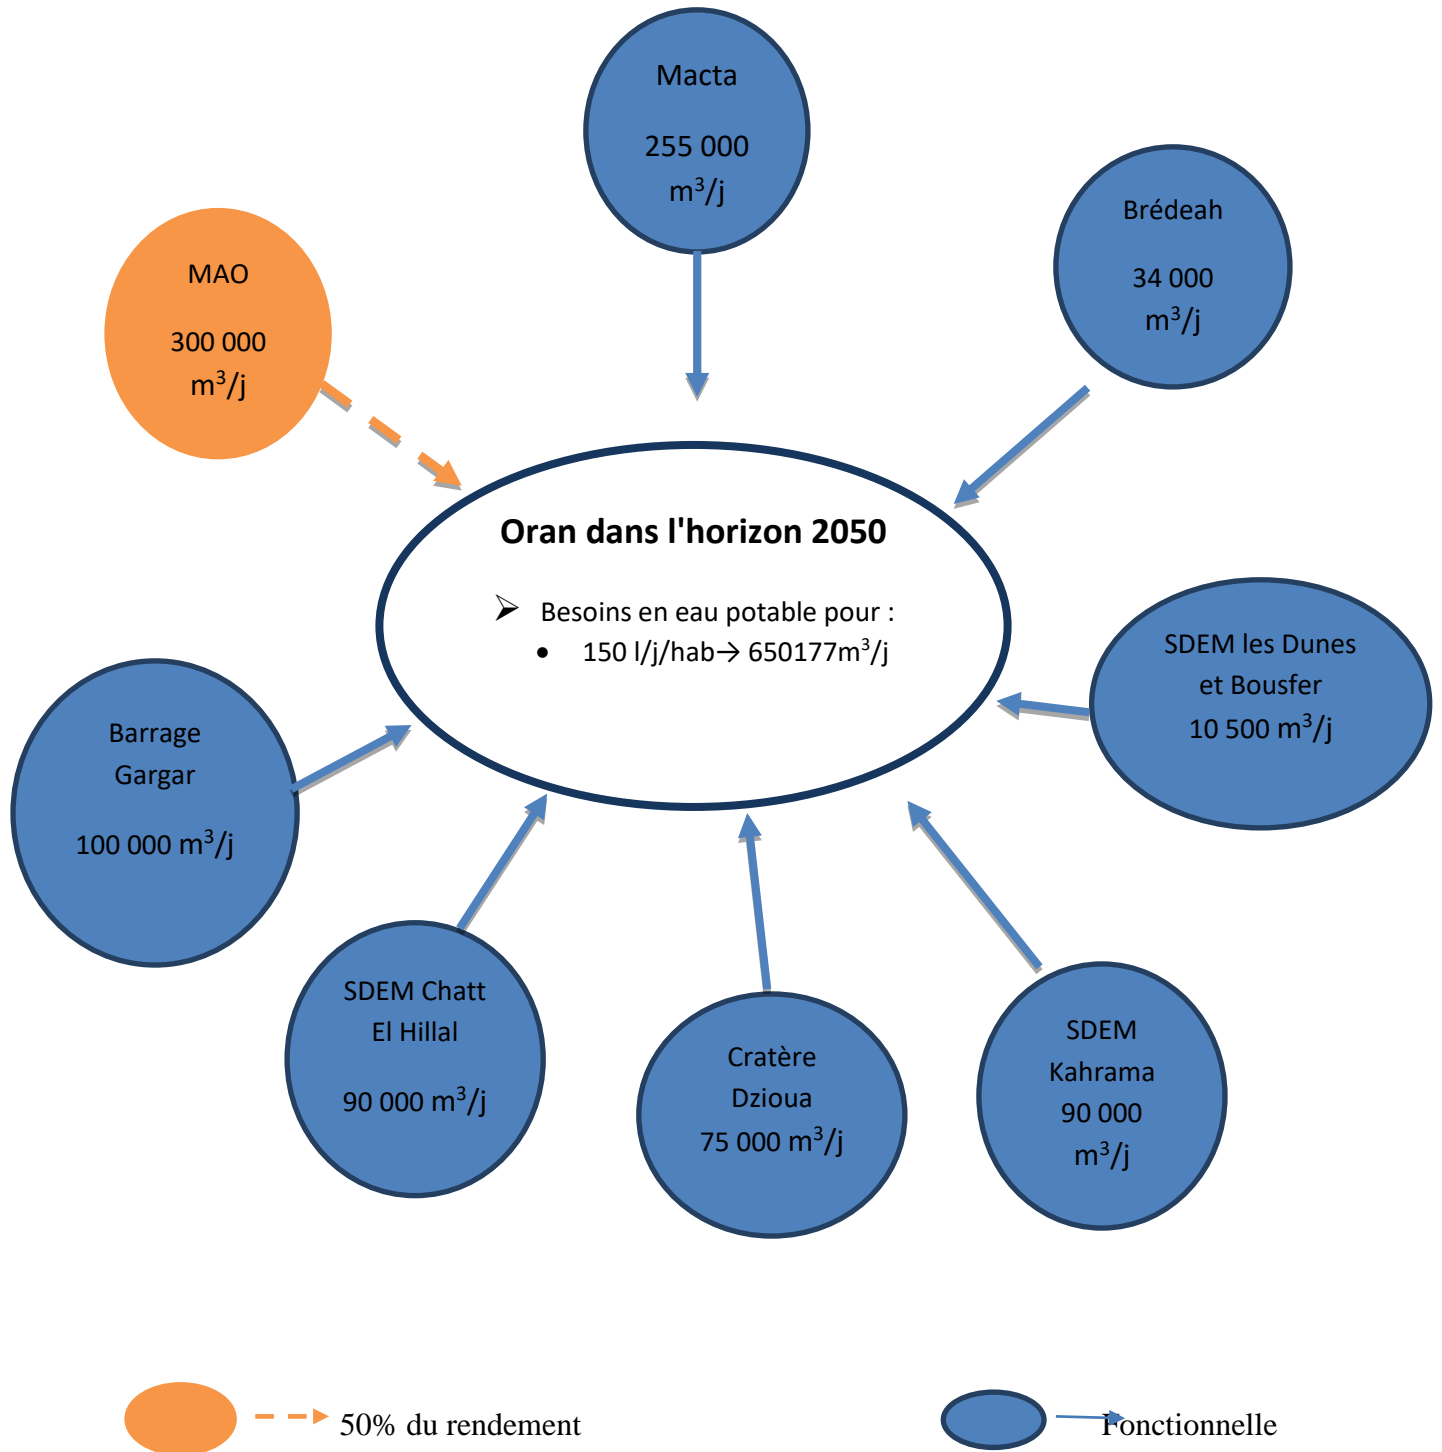 Macta
255 000
m³/j
Brédeah
34 000
m³/j
MAO
300 000
m³/j
Oran dans l'horizon 2050
➢ Besoins en eau potable pour :
• 150 l/j/hab→ 650177m³/j
SDEM les Dunes
et Bousfer
10 500 m³/j
Barrage
Gargar
100 000 m³/j
SDEM Chatt
El Hillal
90 000 m³/j
Cratère
Dzioua
75 000 m³/j
SDEM
Kahrama
90 000
m³/j
50% du rendement
Fonctionnelle